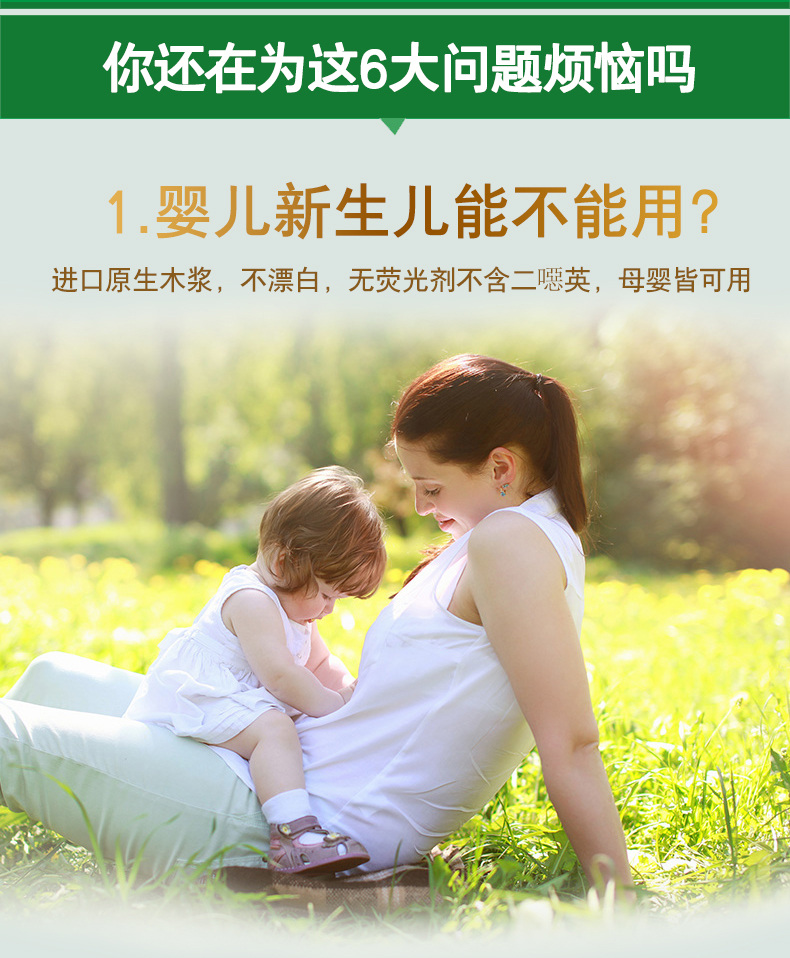 你还在为这6大问题烦恼吗
1.婴儿新生儿能不能用?
进口原生木浆，不漂白，无荧光剂不含二噁英，母婴皆可用